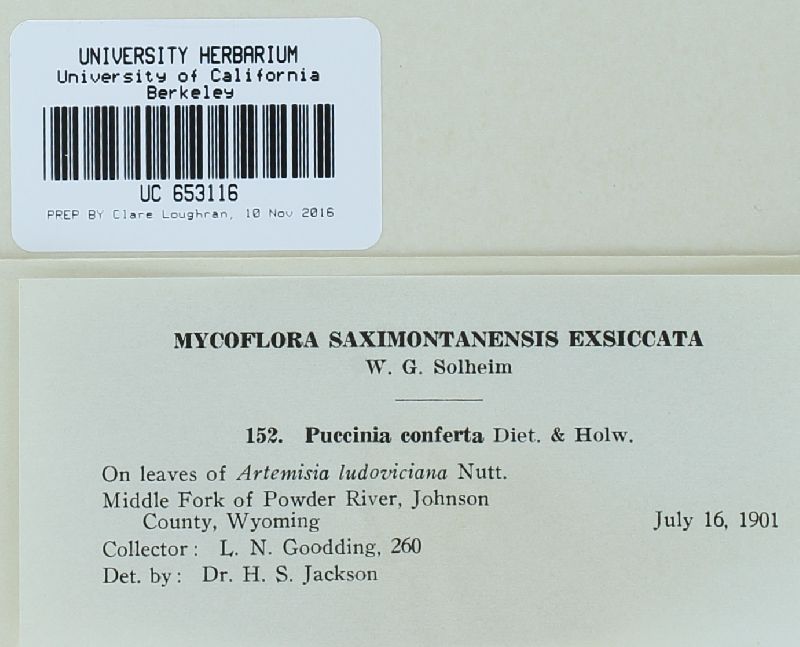 UNIVERSITY HERBARIUM
University of California
Berkeley
UC 653116
PREP BY Clare Loughran, 10 Nov 2016
MYCOFLORA SAXIMONTANENSIS EXSICCATA
W. G. Solheim
152. Puccinia conferta Diet. & Holw.
On leaves of Artemisia ludoviciana Nutt.
Middle Fork of Powder River, Johnson
County, Wyoming July 16, 1901
Collector: L. N. Goodding, 260
Det. by: Dr. H. S. Jackson